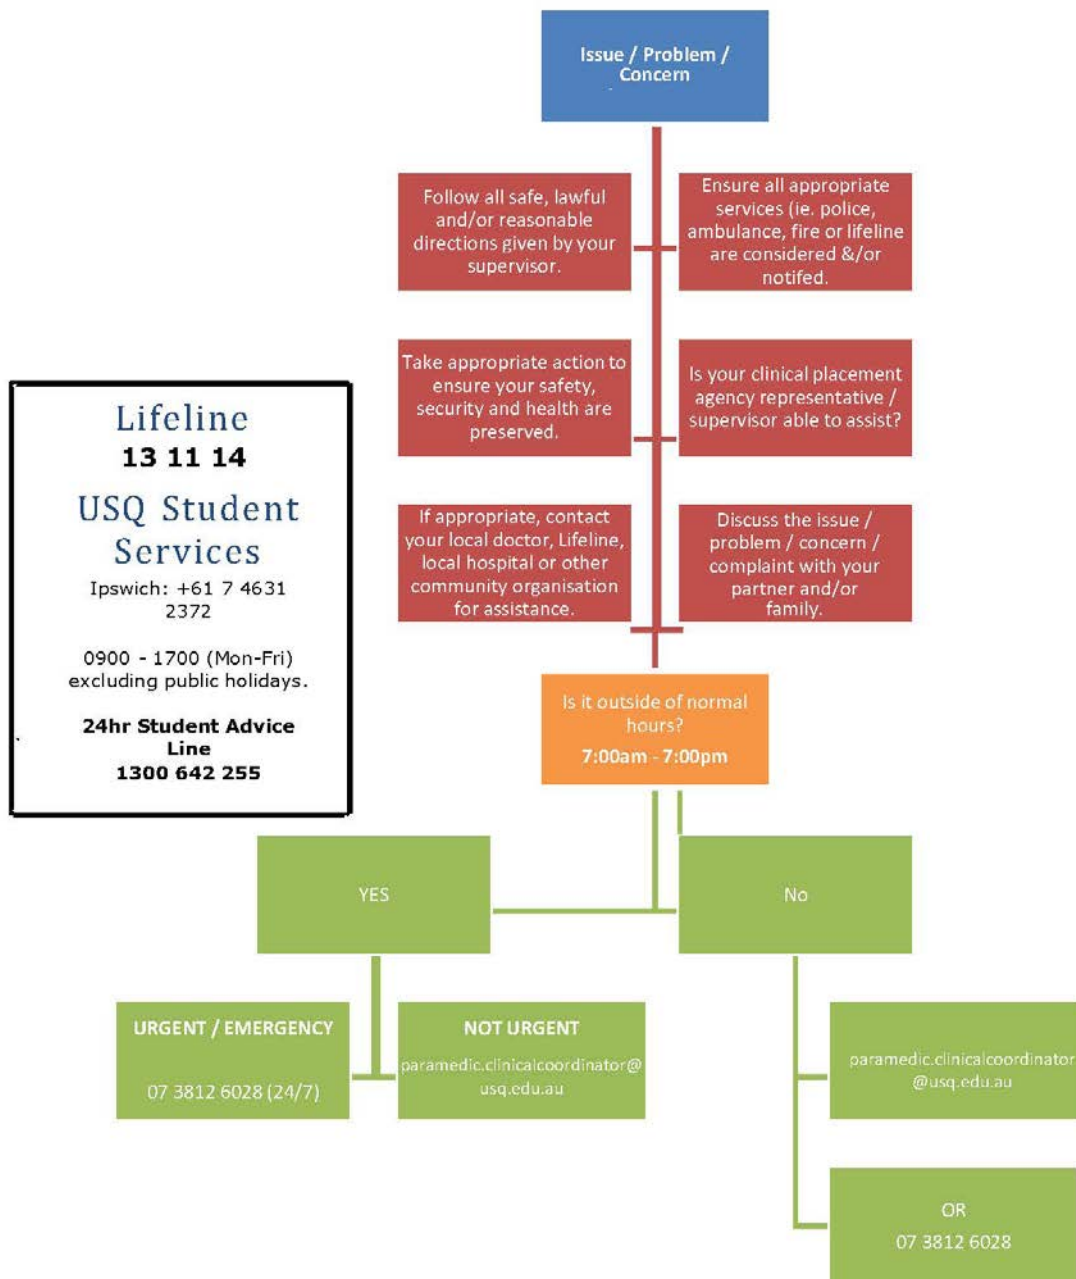 Issue / Problem /
Concern
Follow all safe, lawful
and/or reasonable
directions given by your
supervisor.
Ensure all appropriate
services (ie. police,
ambulance, fire or lifeline
are considered &/or
notifed.
Take appropriate action to
ensure your safety,
security and health are
preserved.
Is your clinical placement
agency representative /
supervisor able to assist?
If appropriate, contact
your local doctor, Lifeline,
local hospital or other
community organisation
for assistance.
Discuss the issue /
problem / concern /
complaint with your
partner and/or
family.
Lifeline
13 11 14
USQ Student
Services
Ipswich: +61 7 4631
2372
0900 - 1700 (Mon-Fri)
excluding public holidays.
24hr Student Advice
Line
1300 642 255
Is it outside of normal
hours?
7:00am - 7:00pm
YES
No
URGENT / EMERGENCY
07 3812 6028 (24/7)
NOT URGENT
paramedic.clinicalcoordinator@
usq.edu.au
paramedic.clinicalcoordinator
@usq.edu.au
OR
07 3812 6028